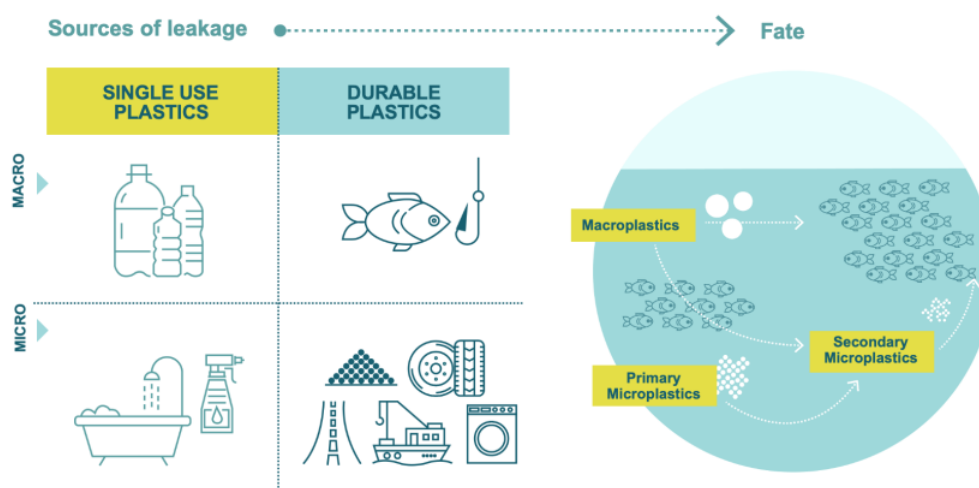 Sources of leakage
Fate
SINGLE USE
PLASTICS
DURABLE
PLASTICS
MACRO
MICRO
Macroplastics
Secondary
Microplastics
Primary
Microplastics